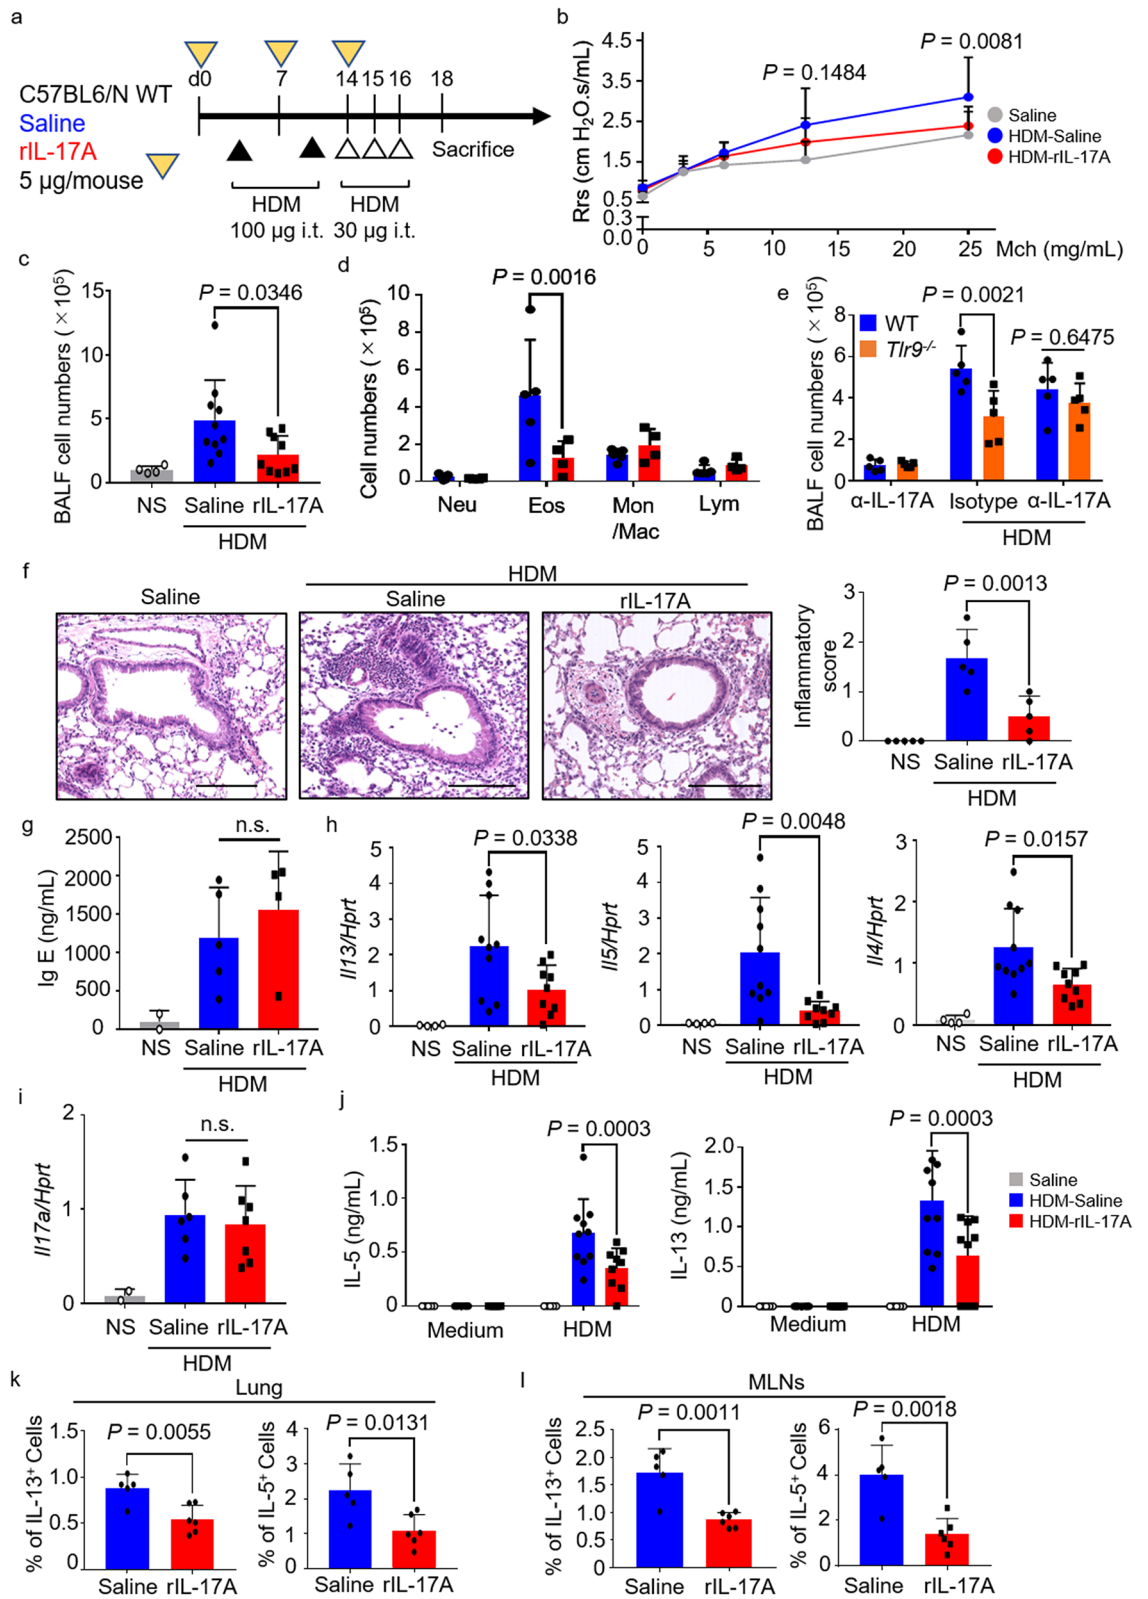 a
d0 7 14 15 16 18
C57BL6/N WT
Saline
rIL-17A
5 μg/mouse
Sacrifice
HDM HDM
100 μg i.t. 30 μg i.t.
b
Rrs (cm H₂O.s/mL)
4.5
3.5
2.5
1.5
0.5
0.3
0.0
P = 0.1484
P = 0.0081
Saline
HDM-Saline
HDM-rIL-17A
0 5 10 15 20 25 Mch (mg/mL)
c
BALF cell numbers (×10⁵)
15
10
5
0
P = 0.0346
NS Saline rIL-17A
HDM
d
Cell numbers (×10⁵)
10
8
6
4
2
0
P = 0.0016
Neu Eos Mon Lym
/Mac
e
BALF cell numbers (×10⁵)
8
6
4
2
0
WT
Tlr9-/-
P = 0.0021
P = 0.6475
α-IL-17A Isotype α-IL-17A
HDM
f
HDM
Saline Saline rIL-17A
Inflammatory
score
3
2
1
0
P = 0.0013
NS Saline rIL-17A
HDM
g
Ig E (ng/mL)
2500
2000
1500
1000
500
0
n.s.
NS Saline rIL-17A
HDM
h
Il13/Hprt
5
4
3
2
1
0
P = 0.0338
NS Saline rIL-17A
HDM
Il5/Hprt
5
4
3
2
1
0
P = 0.0048
NS Saline rIL-17A
HDM
Il4/Hprt
3
2
1
0
P = 0.0157
NS Saline rIL-17A
HDM
i
Il17a/Hprt
2
1
0
n.s.
NS Saline rIL-17A
HDM
j
IL-5 (ng/mL)
1.5
1.0
0.5
0
P = 0.0003
Medium HDM
IL-13 (ng/mL)
2.0
1.5
1.0
0.5
0
P = 0.0003
Medium HDM
Saline
HDM-Saline
HDM-rIL-17A
k
Lung
% of IL-13⁺ Cells
1.5
1.0
0.5
0
P = 0.0055
Saline rIL-17A
% of IL-5⁺ Cells
4
3
2
1
0
P = 0.0131
Saline rIL-17A
l
MLNs
% of IL-13⁺ Cells
2.5
2.0
1.5
1.0
0.5
0
P = 0.0011
Saline rIL-17A
% of IL-5⁺ Cells
6
4
2
0
P = 0.0018
Saline rIL-17A